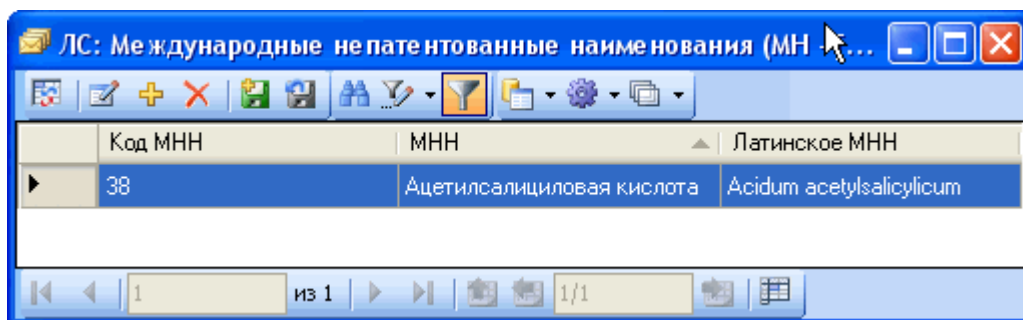 ЛС: Международные непатентованные наименования (МН...
Код МНН МНН Латинское МНН
38 Ацетилсалициловая кислота Acidum acetylsalicylicum
1 из 1 1/1